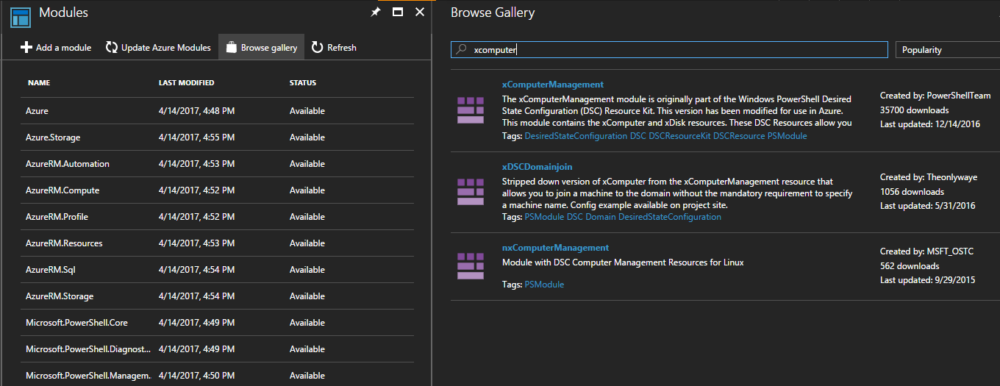 Modules
Add a module
Update Azure Modules
Browse gallery
Refresh
NAME LAST MODIFIED STATUS
Azure 4/14/2017, 4:48 PM Available
Azure.Storage 4/14/2017, 4:55 PM Available
AzureRM.Automation 4/14/2017, 4:53 PM Available
AzureRM.Compute 4/14/2017, 4:52 PM Available
AzureRM.Profile 4/14/2017, 4:52 PM Available
AzureRM.Resources 4/14/2017, 4:53 PM Available
AzureRM.Sql 4/14/2017, 4:54 PM Available
AzureRM.Storage 4/14/2017, 4:54 PM Available
Microsoft.PowerShell.Core 4/14/2017, 4:49 PM Available
Microsoft.PowerShell.Diagnost... 4/14/2017, 4:49 PM Available
Microsoft.PowerShell.Managem... 4/14/2017, 4:50 PM Available
Browse Gallery
xcomputer
Popularity
xComputerManagement
The xComputerManagement module is originally part of the Windows PowerShell Desired
State Configuration (DSC) Resource Kit. This version has been modified for use in Azure.
This module contains the xComputer and xDisk resources. These DSC Resources allow you
Tags: DesiredStateConfiguration DSC DSCResourceKit DSCResource PSModule
Created by: PowerShellTeam
35700 downloads
Last updated: 12/14/2016
xDSCDomainjoin
Stripped down version of xComputer from the xComputerManagement resource that
allows you to join a machine to the domain without the mandatory requirement to specify
a machine name. Config example available on project site.
Tags: PSModule DSC Domain DesiredStateConfiguration
Created by: Theonlywaye
1056 downloads
Last updated: 5/31/2016
nxComputerManagement
Module with DSC Computer Management Resources for Linux
Tags: PSModule
Created by: MSFT_OSTC
562 downloads
Last updated: 9/29/2015